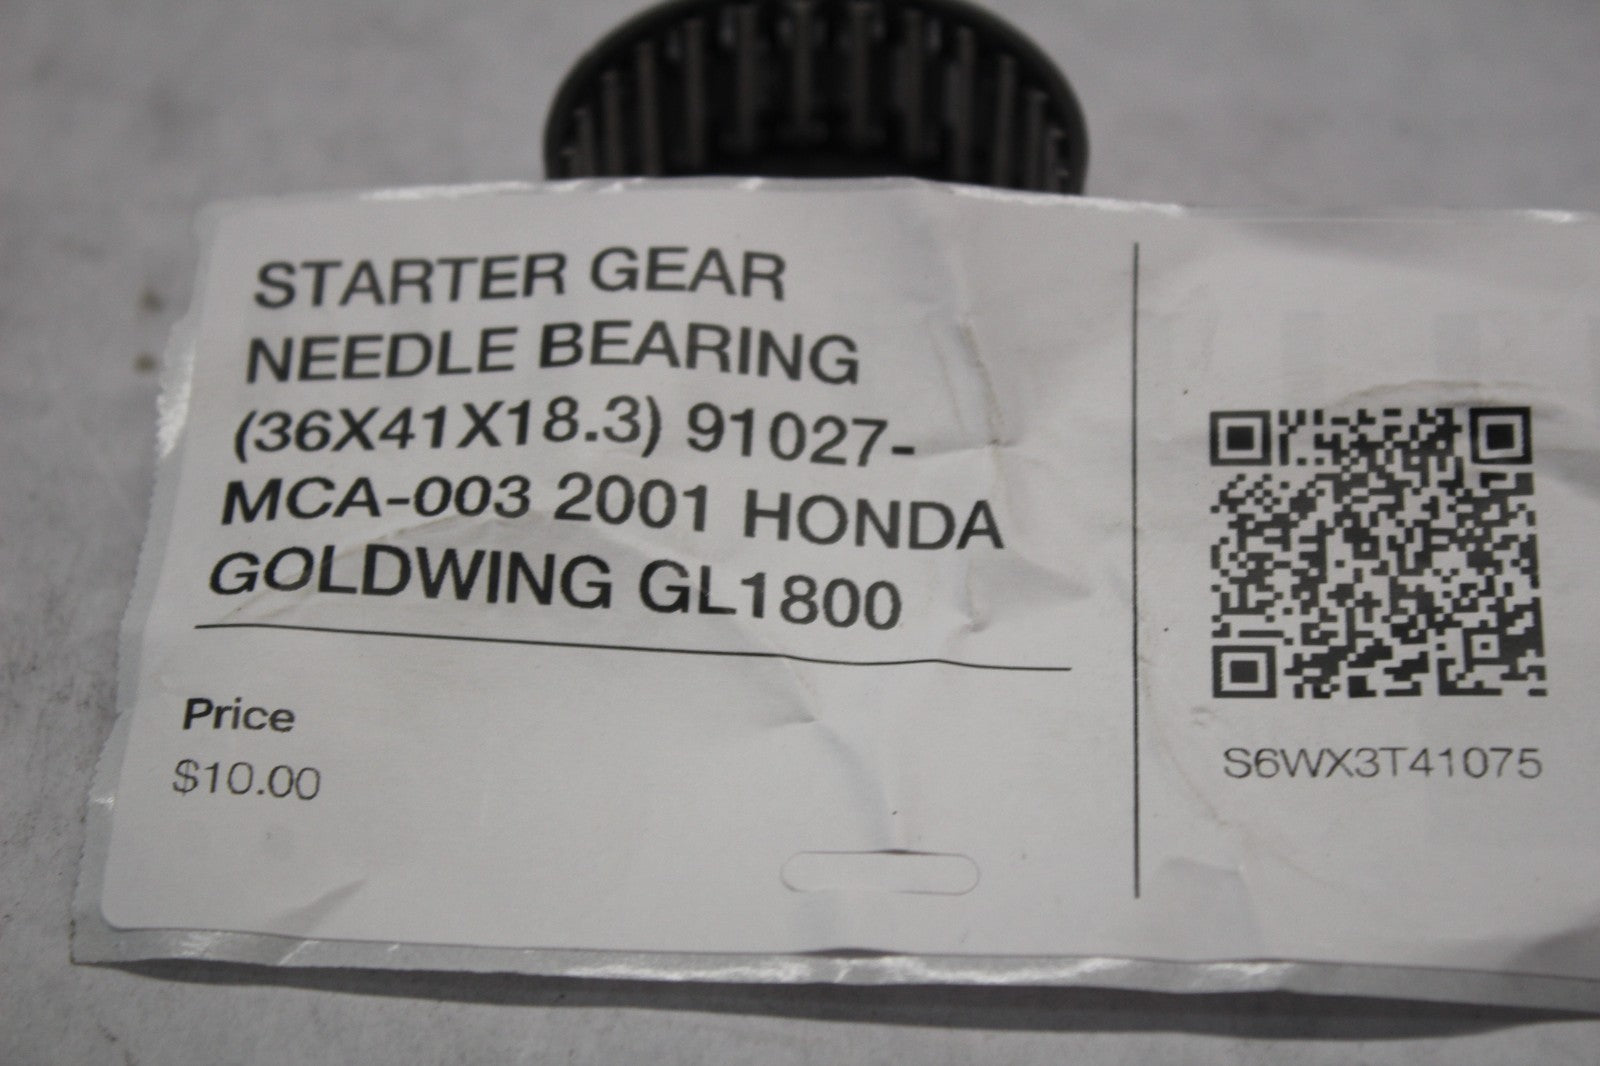 STARTER GEAR
NEEDLE BEARING
(36X41X18.3) 91027-
MCA-003 2001 HONDA
GOLDWING GL1800
Price
$10.00
S6WX3T41075